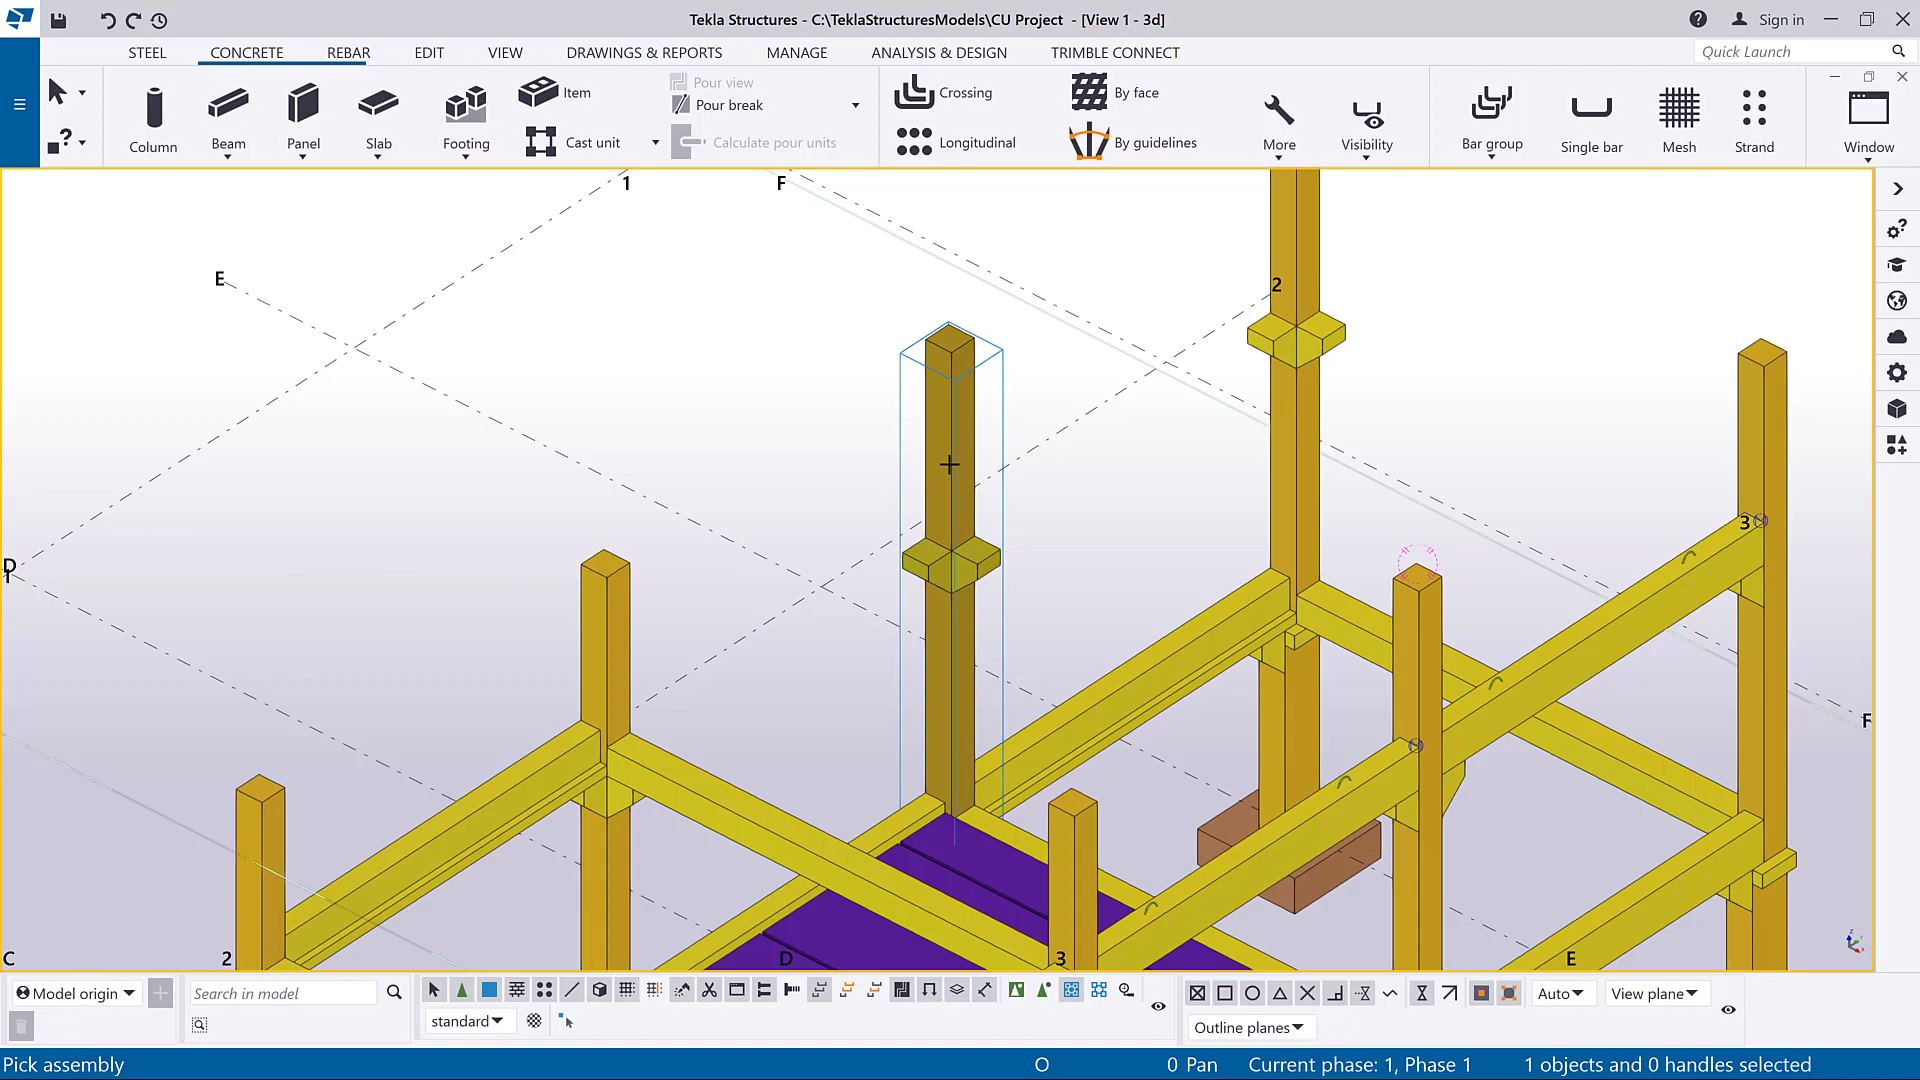 Tekla Structures - C:\TeklaStructuresModels\CU Project - [View 1 - 3d]
Sign in
STEEL CONCRETE REBAR EDIT VIEW DRAWINGS & REPORTS MANAGE ANALYSIS & DESIGN TRIMBLE CONNECT
Quick Launch
Column
Beam
Panel
Slab
Footing
Item
Cast unit
Pour view
Pour break
Calculate pour units
Crossing
Longitudinal
By face
By guidelines
More
Visibility
Bar group
Single bar
Mesh
Strand
Window
1
F
E
2
3
D
1
F
C
2
D
3
E
Model origin
Search in model
standard
Auto
View plane
Outline planes
Pick assembly
O
0 Pan
Current phase: 1, Phase 1
1 objects and 0 handles selected